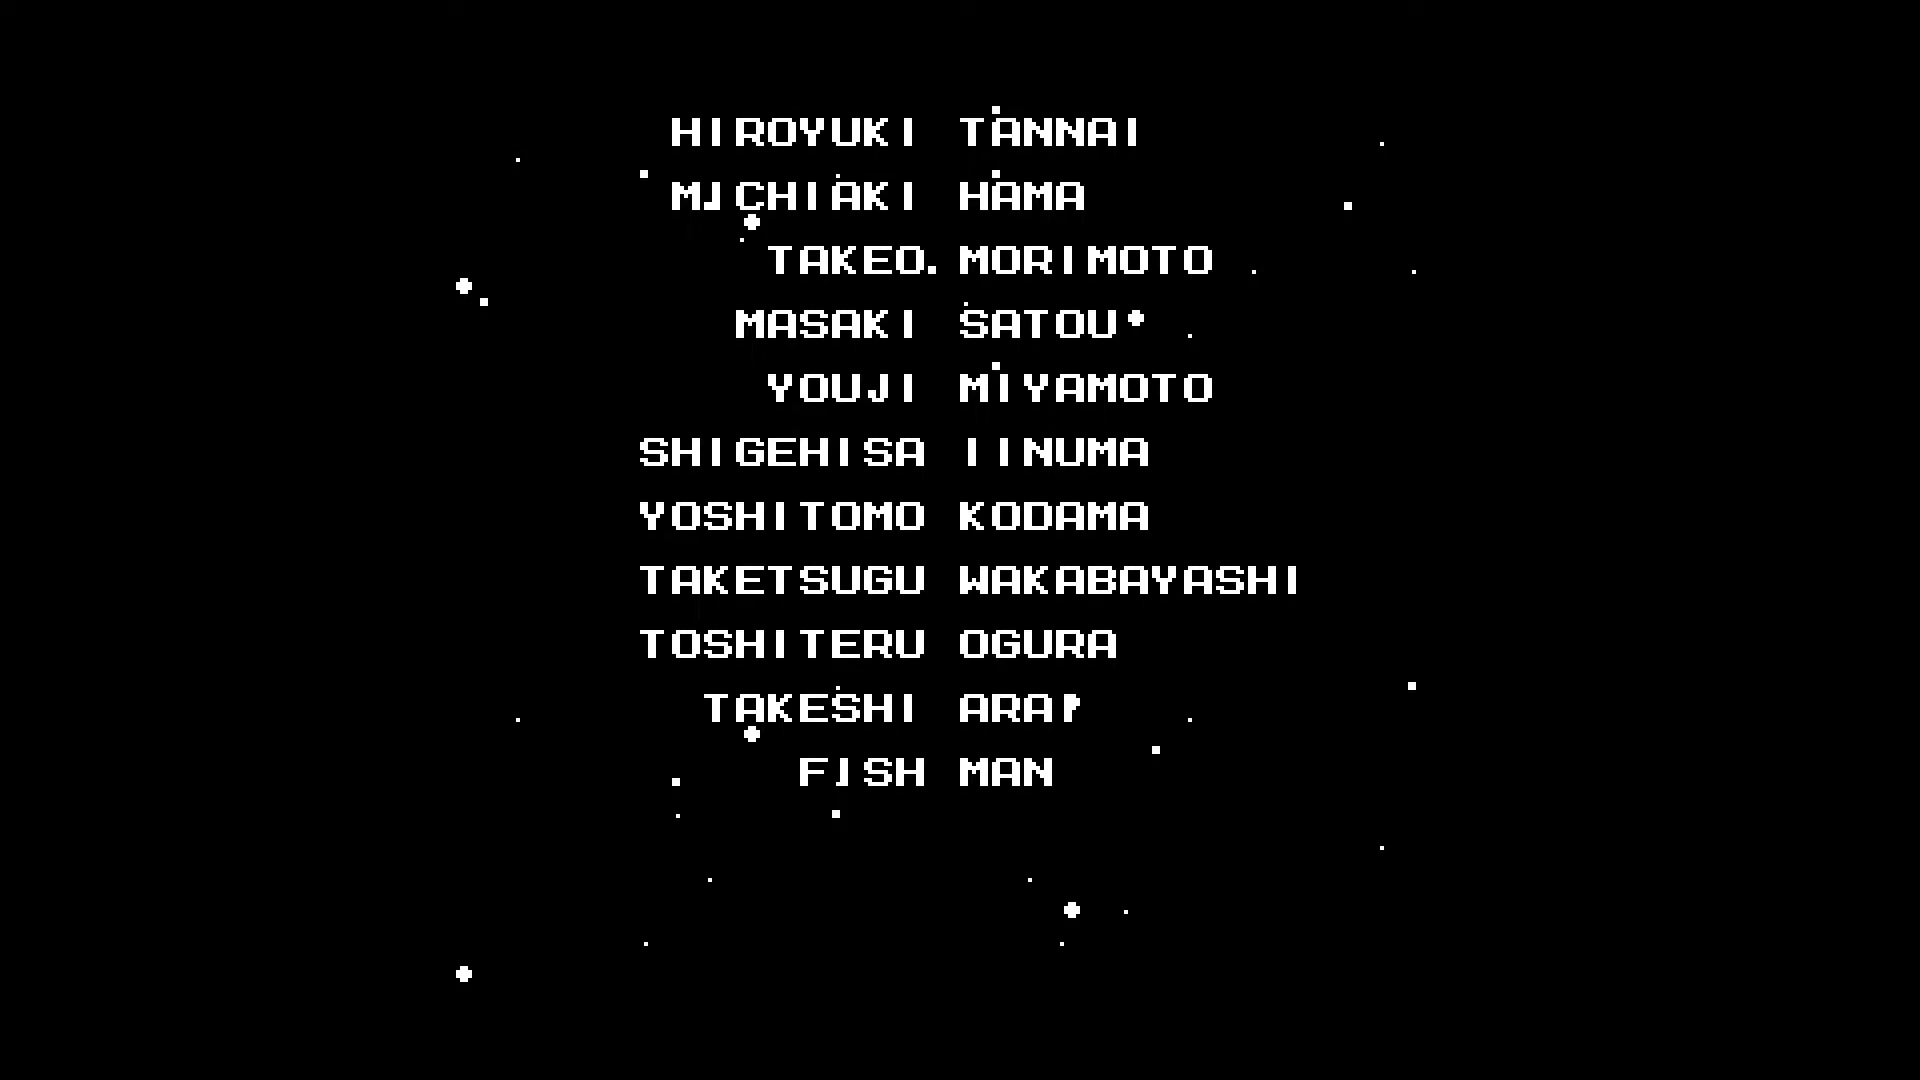 HIROYUKI TANNAI
MICHIAKI HAMA
TAKEO MORIMOTO
MASAKI SATOU
YOUJI MIYAMOTO
SHIGEHISA IINUMA
YOSHITOMO KODAMA
TAKETSUGU WAKABAYASHI
TOSHITERU OGURA
TAKESHI ARAI
FISH MAN